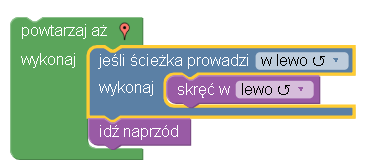 powtarzaj aż
wykonaj jeśli ścieżka prowadzi w lewo ↺ ▾
wykonaj skręć w lewo ↺ ▾
idź naprzód